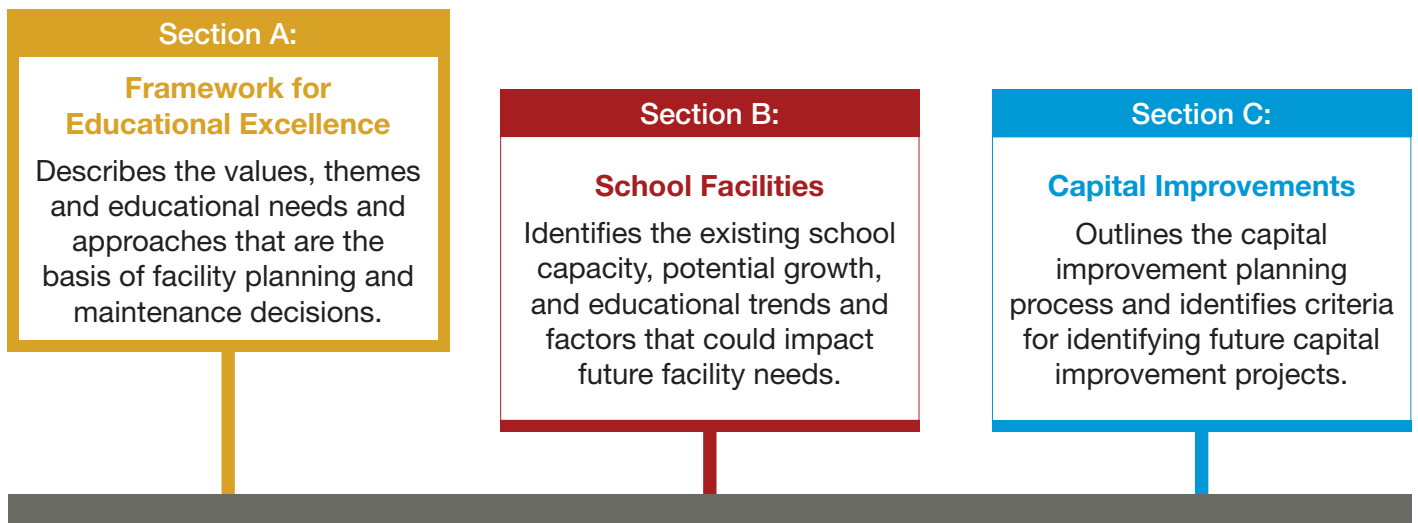 Section A:
Framework for
Educational Excellence
Describes the values, themes
and educational needs and
approaches that are the
basis of facility planning and
maintenance decisions.
Section B:
School Facilities
Identifies the existing school
capacity, potential growth,
and educational trends and
factors that could impact
future facility needs.
Section C:
Capital Improvements
Outlines the capital
improvement planning
process and identifies criteria
for identifying future capital
improvement projects.